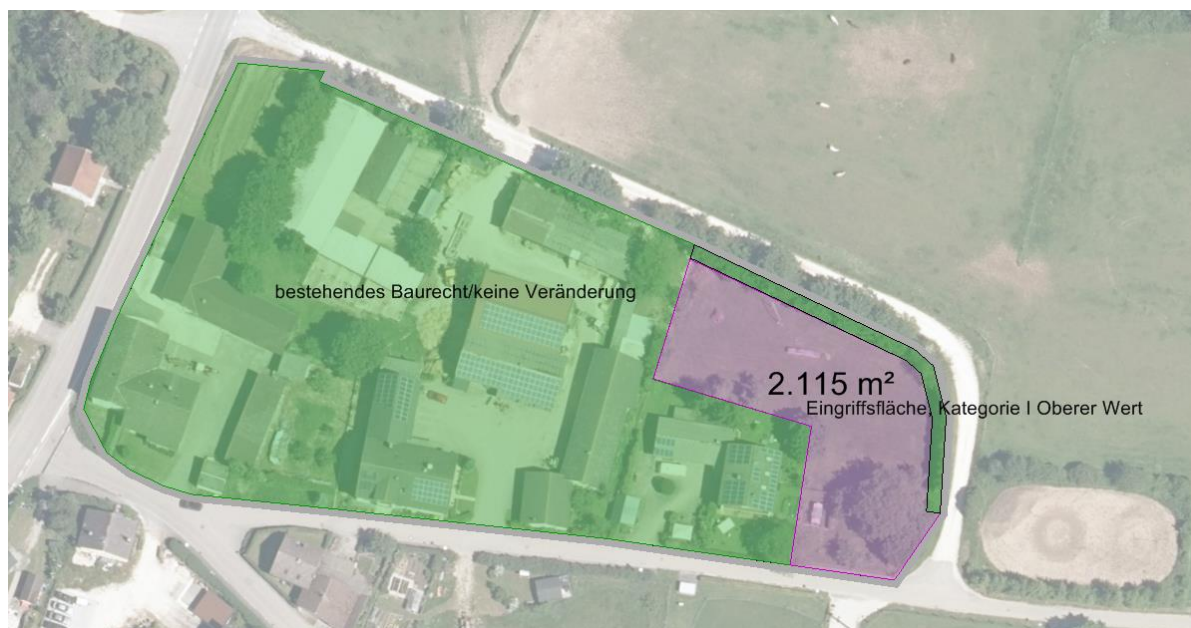 bestehendes Baurecht/keine Veränderung
2.115 m²
Eingriffsfläche, Kategorie I Oberer Wert